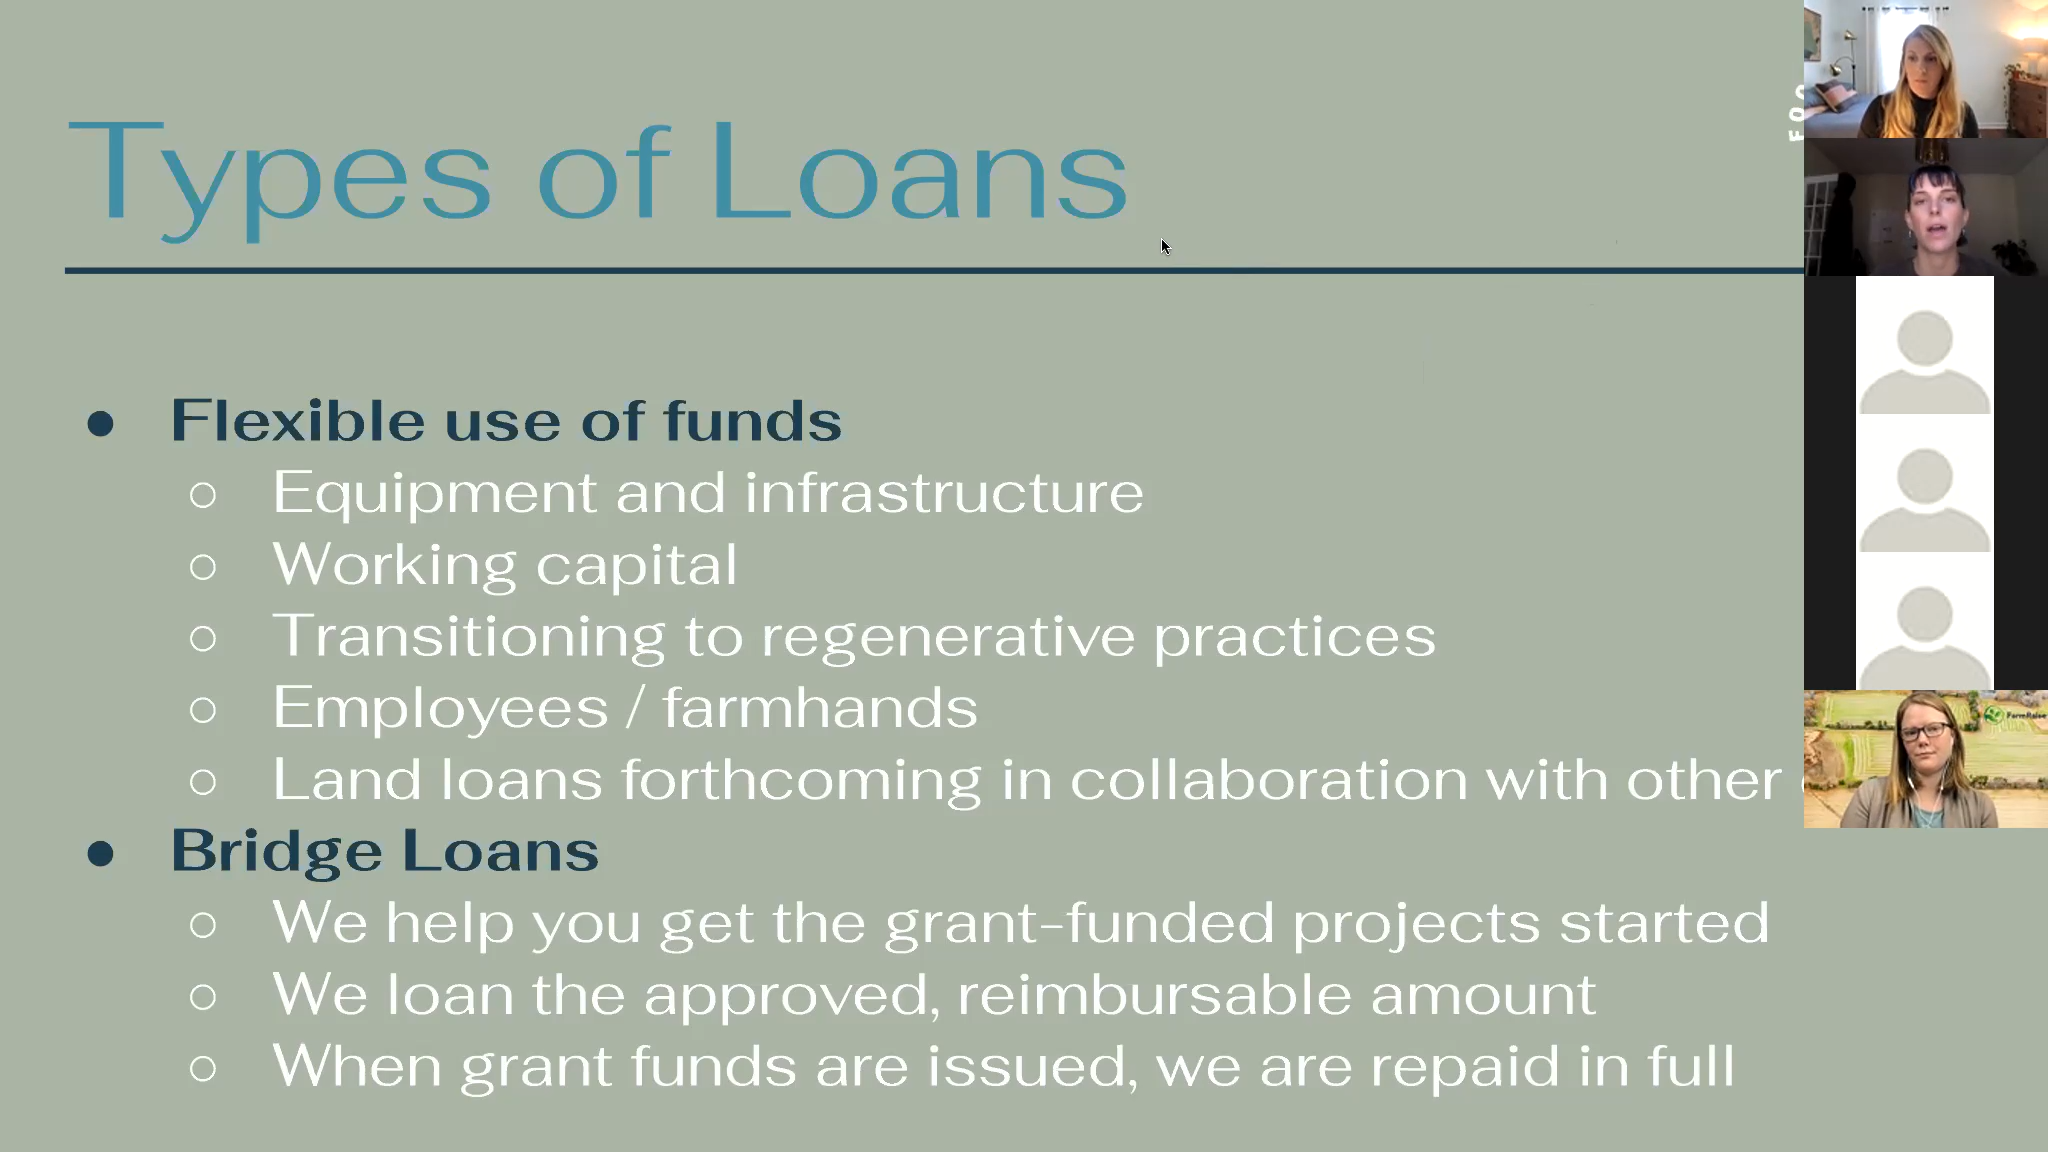 Types of Loans
● Flexible use of funds
○ Equipment and infrastructure
○ Working capital
○ Transitioning to regenerative practices
○ Employees / farmhands
○ Land loans forthcoming in collaboration with other
● Bridge Loans
○ We help you get the grant-funded projects started
○ We loan the approved, reimbursable amount
○ When grant funds are issued, we are repaid in full
FarmRaise